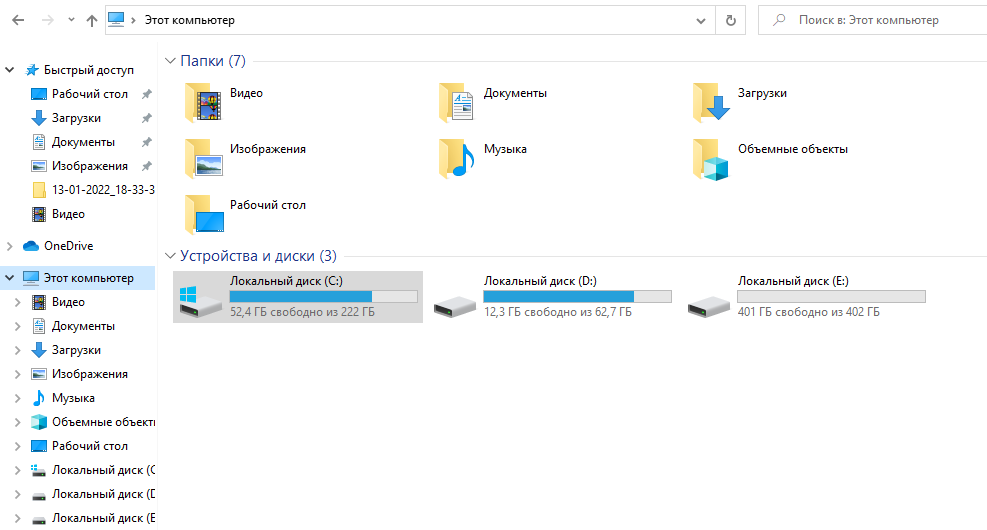 Этот компьютер
Поиск в: Этот компьютер
Быстрый доступ
Рабочий стол
Загрузки
Документы
Изображения
13-01-2022_18-33-3
Видео
OneDrive
Этот компьютер
Видео
Документы
Загрузки
Изображения
Музыка
Объемные объекты
Рабочий стол
Локальный диск (C
Локальный диск (D
Локальный диск (E
Папки (7)
Видео
Документы
Загрузки
Изображения
Музыка
Объемные объекты
Рабочий стол
Устройства и диски (3)
Локальный диск (C:)
52,4 ГБ свободно из 222 ГБ
Локальный диск (D:)
12,3 ГБ свободно из 62,7 ГБ
Локальный диск (E:)
401 ГБ свободно из 402 ГБ